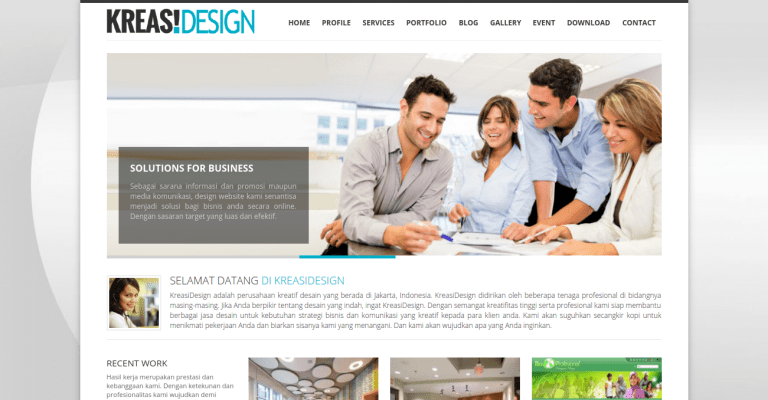 KREAS!DESIGN
HOME PROFILE SERVICES PORTFOLIO BLOG GALLERY EVENT DOWNLOAD CONTACT
SOLUTIONS FOR BUSINESS
Sebagai sarana informasi dan promosi maupun
media komunikasi, design website kami senantisa
menjadi solusi bagi bisnis anda secara online.
Dengan sasaran target yang luas dan efektif.
SELAMAT DATANG DI KREASIDESIGN
KreasiDesign adalah perusahaan kreatif desain yang berada di Jakarta, Indonesia. KreasiDesign didirikan oleh beberapa tenaga profesional di bidangnya
masing-masing. Jika Anda berpikir tentang desain yang indah, ingat KreasiDesign. Dengan semangat kreatifitas tinggi serta profesional kami siap membantu
berbagai jasa desain untuk kebutuhan strategi bisnis dan komunikasi yang kreatif kepada para klien anda. Kami akan suguhkan secangkir kopi untuk
menikmati pekerjaan Anda dan biarkan sisanya kami yang menangani. Dan kami akan wujudkan apa yang Anda inginkan.
RECENT WORK
Hasil kerja merupakan prestasi dan
kebanggaan kami. Dengan ketekunan dan
profesionalitas kami wujudkan demi